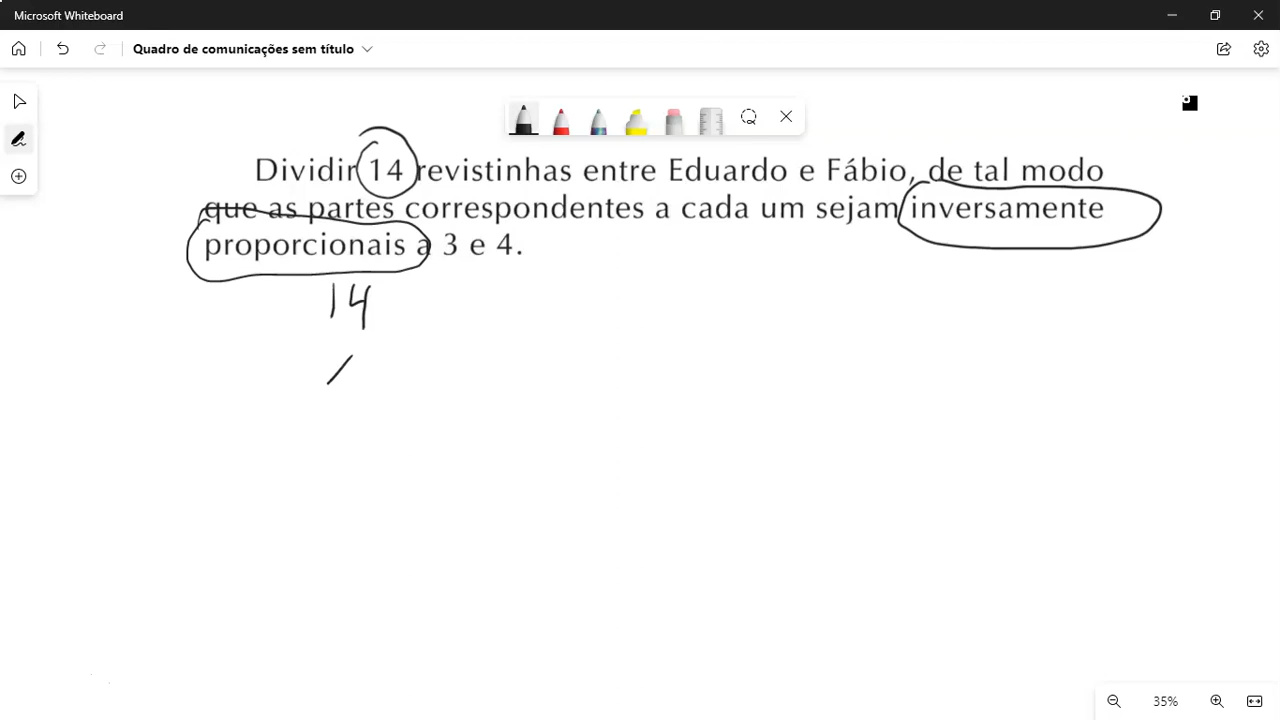 Microsoft Whiteboard
Quadro de comunicações sem título
Dividir 14 revistinhas entre Eduardo e Fábio, de tal modo
que as partes correspondentes a cada um sejam inversamente
proporcionais a 3 e 4.
14
35%